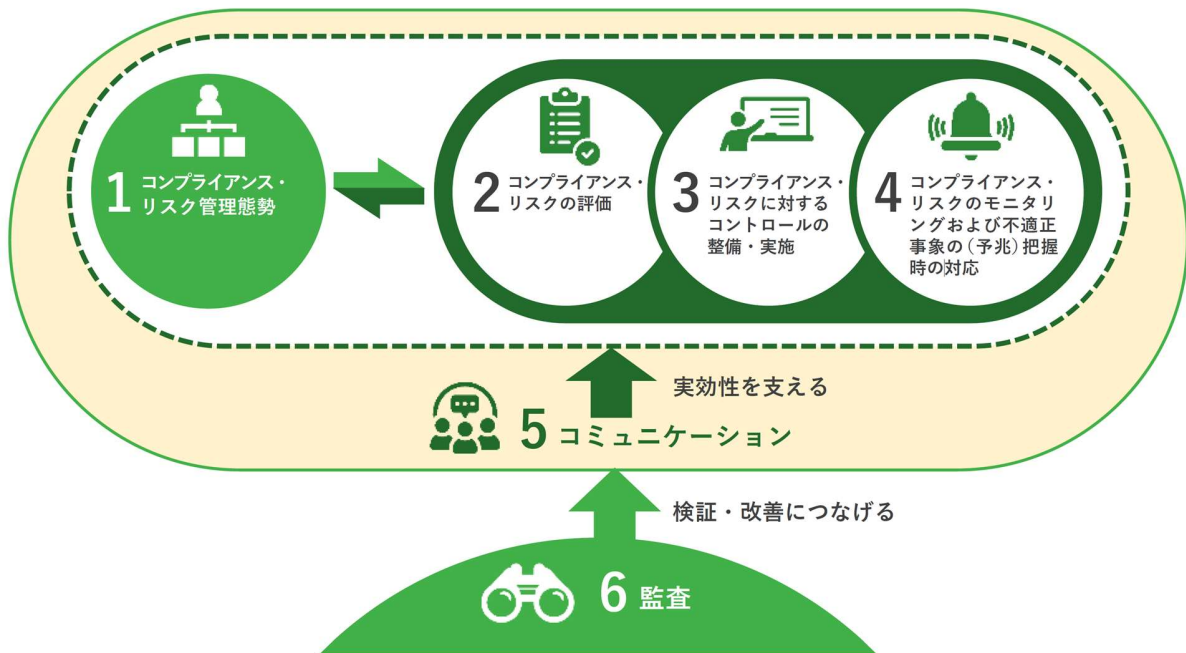 1 コンプライアンス・
リスク管理態勢
2 コンプライアンス・
リスクの評価
3 コンプライアンス・
リスクに対する
コントロールの
整備・実施
4 コンプライアンス・
リスクのモニタリ
ングおよび不適正
事象の（予兆）把握
時の対応
実効性を支える
5 コミュニケーション
検証・改善につなげる
6 監査